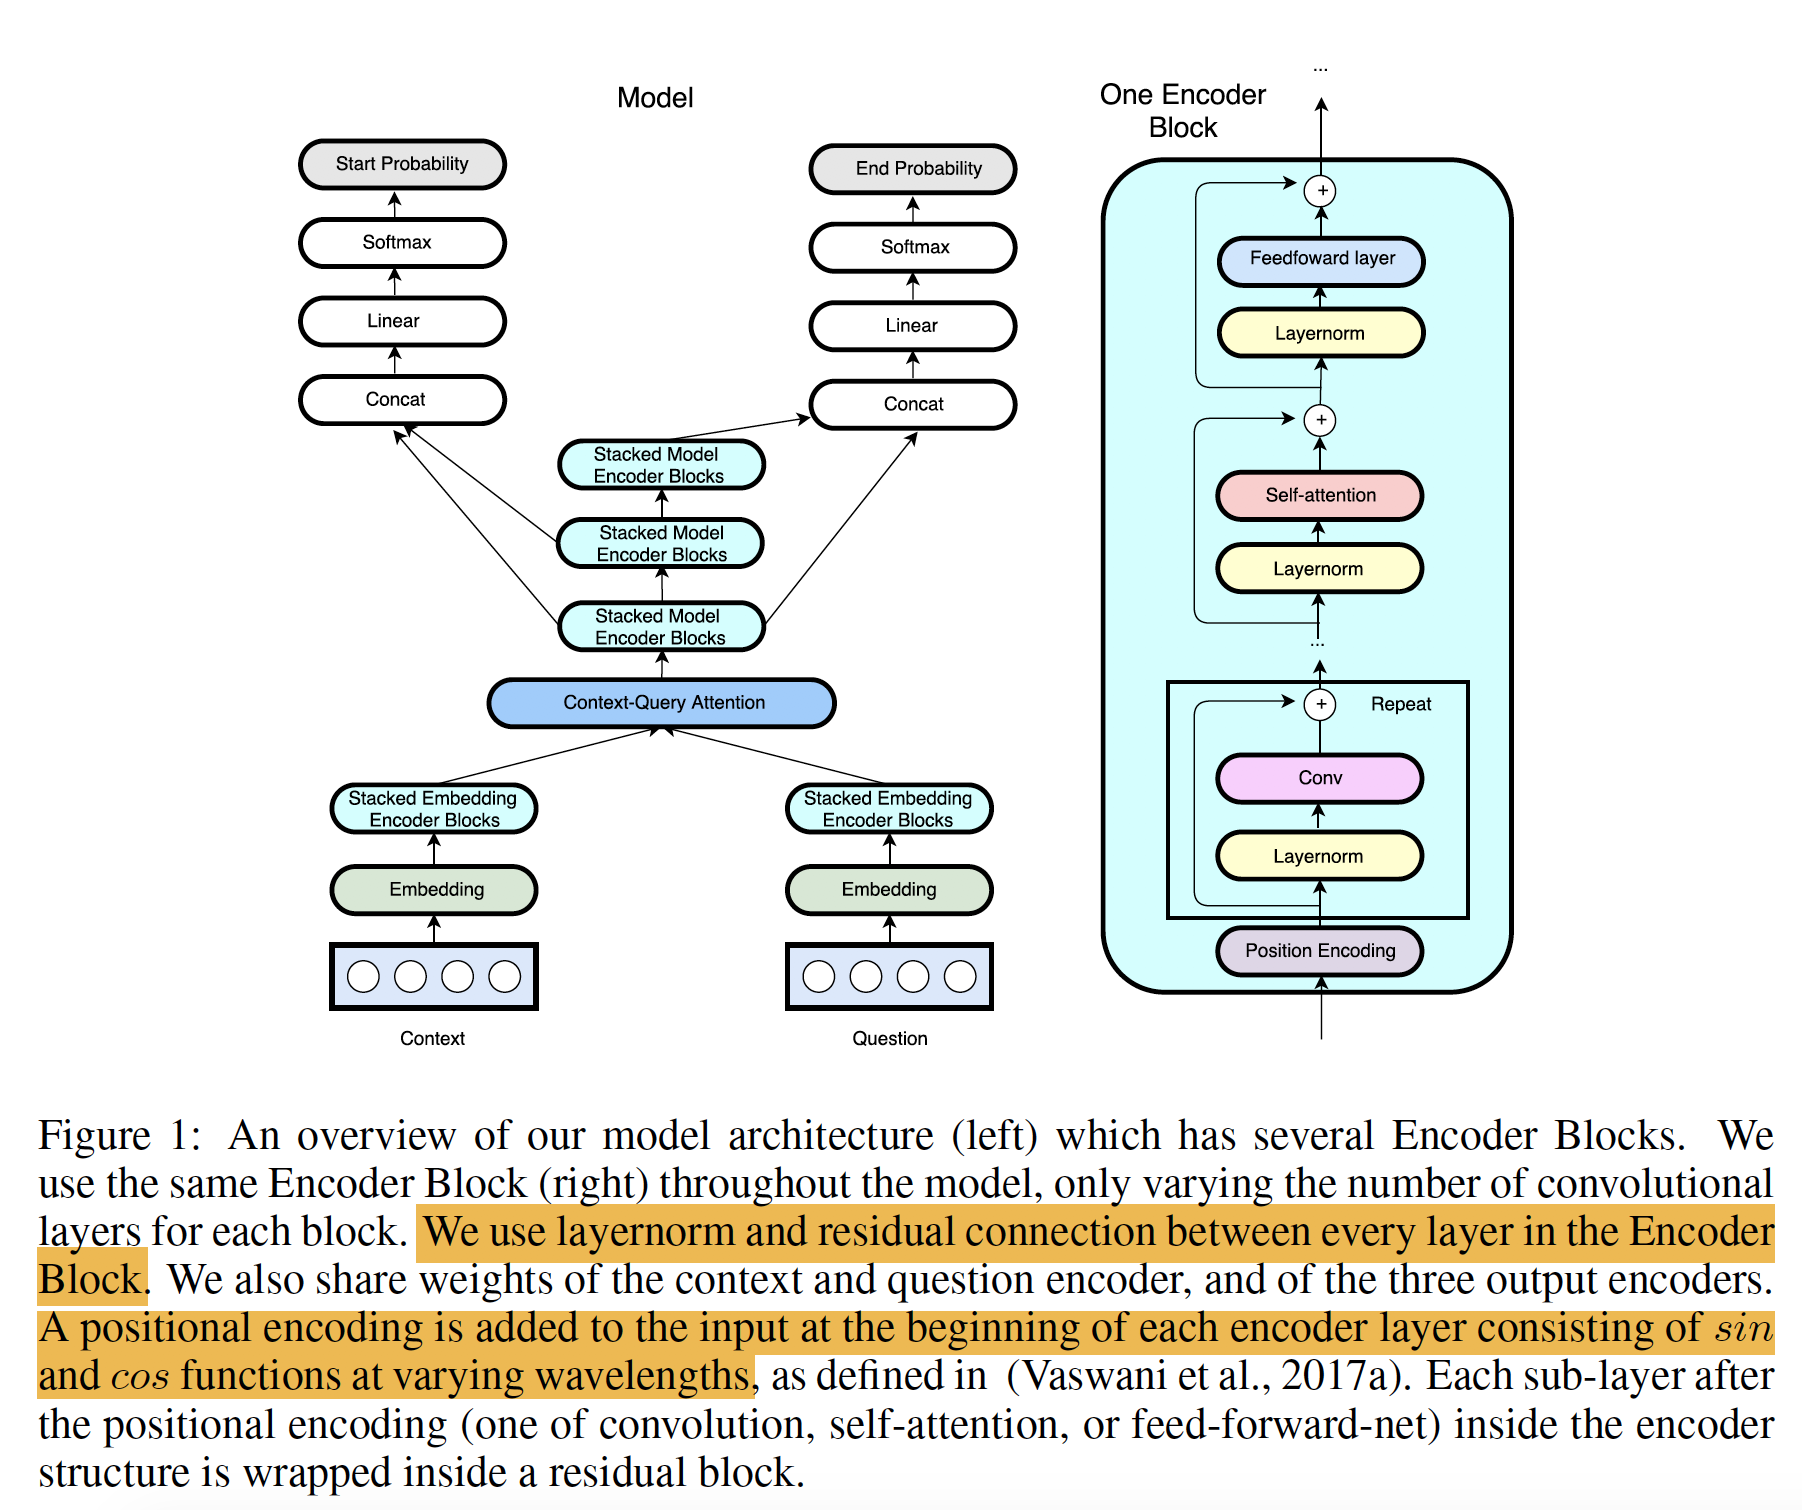 Model
Start Probability
Softmax
Linear
Concat
End Probability
Softmax
Linear
Concat
Stacked Model
Encoder Blocks
Stacked Model
Encoder Blocks
Stacked Model
Encoder Blocks
Context-Query Attention
Stacked Embedding
Encoder Blocks
Stacked Embedding
Encoder Blocks
Embedding
Embedding
Context
Question
One Encoder
Block
...
+
Feedfoward layer
Layernorm
+
Self-attention
Layernorm
...
+
Repeat
Conv
Layernorm
Position Encoding
Figure 1: An overview of our model architecture (left) which has several Encoder Blocks. We
use the same Encoder Block (right) throughout the model, only varying the number of convolutional
layers for each block. We use layernorm and residual connection between every layer in the Encoder
Block. We also share weights of the context and question encoder, and of the three output encoders.
A positional encoding is added to the input at the beginning of each encoder layer consisting of sin
and cos functions at varying wavelengths, as defined in (Vaswani et al., 2017a). Each sub-layer after
the positional encoding (one of convolution, self-attention, or feed-forward-net) inside the encoder
structure is wrapped inside a residual block.